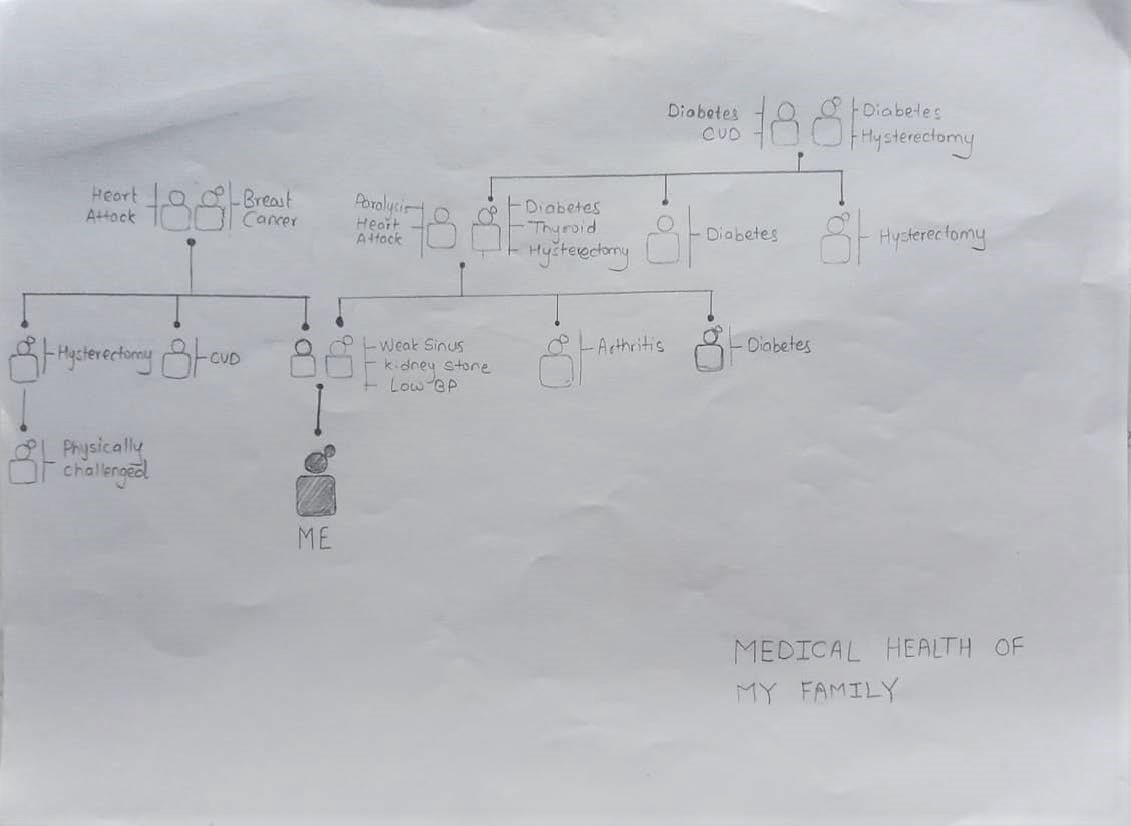 Diabetes
CVD
Diabetes
Hysterectomy
Heart
Attack
Breast
Cancer
Paralysis
Heart
Attack
Diabetes
Thyroid
Hysterectomy
Diabetes
Hysterectomy
Hysterectomy
CVD
Weak Sinus
kidney stone
Low BP
Arthritis
Diabetes
Physically
challenged
ME
MEDICAL HEALTH OF
MY FAMILY